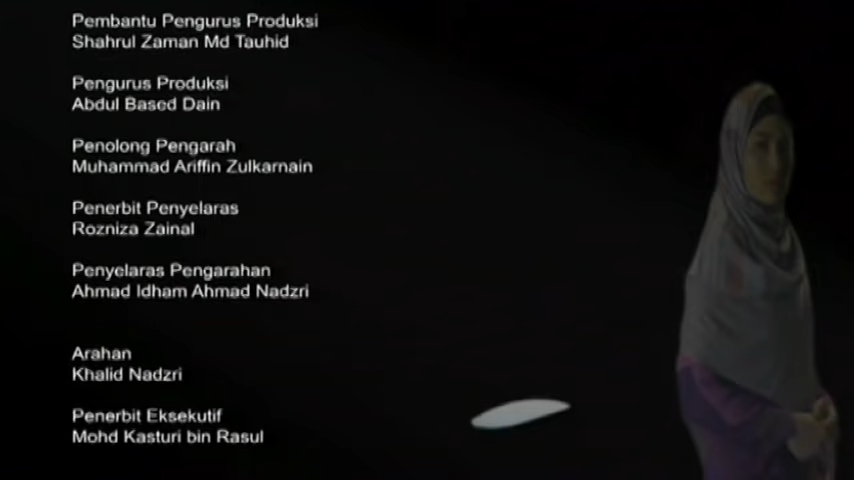 Pembantu Pengurus Produksi
Shahrul Zaman Md Tauhid
Pengurus Produksi
Abdul Based Dain
Penolong Pengarah
Muhammad Ariffin Zulkarnain
Penerbit Penyelaras
Rozniza Zainal
Penyelaras Pengarahan
Ahmad Idham Ahmad Nadzri
Arahan
Khalid Nadzri
Penerbit Eksekutif
Mohd Kasturi bin Rasul